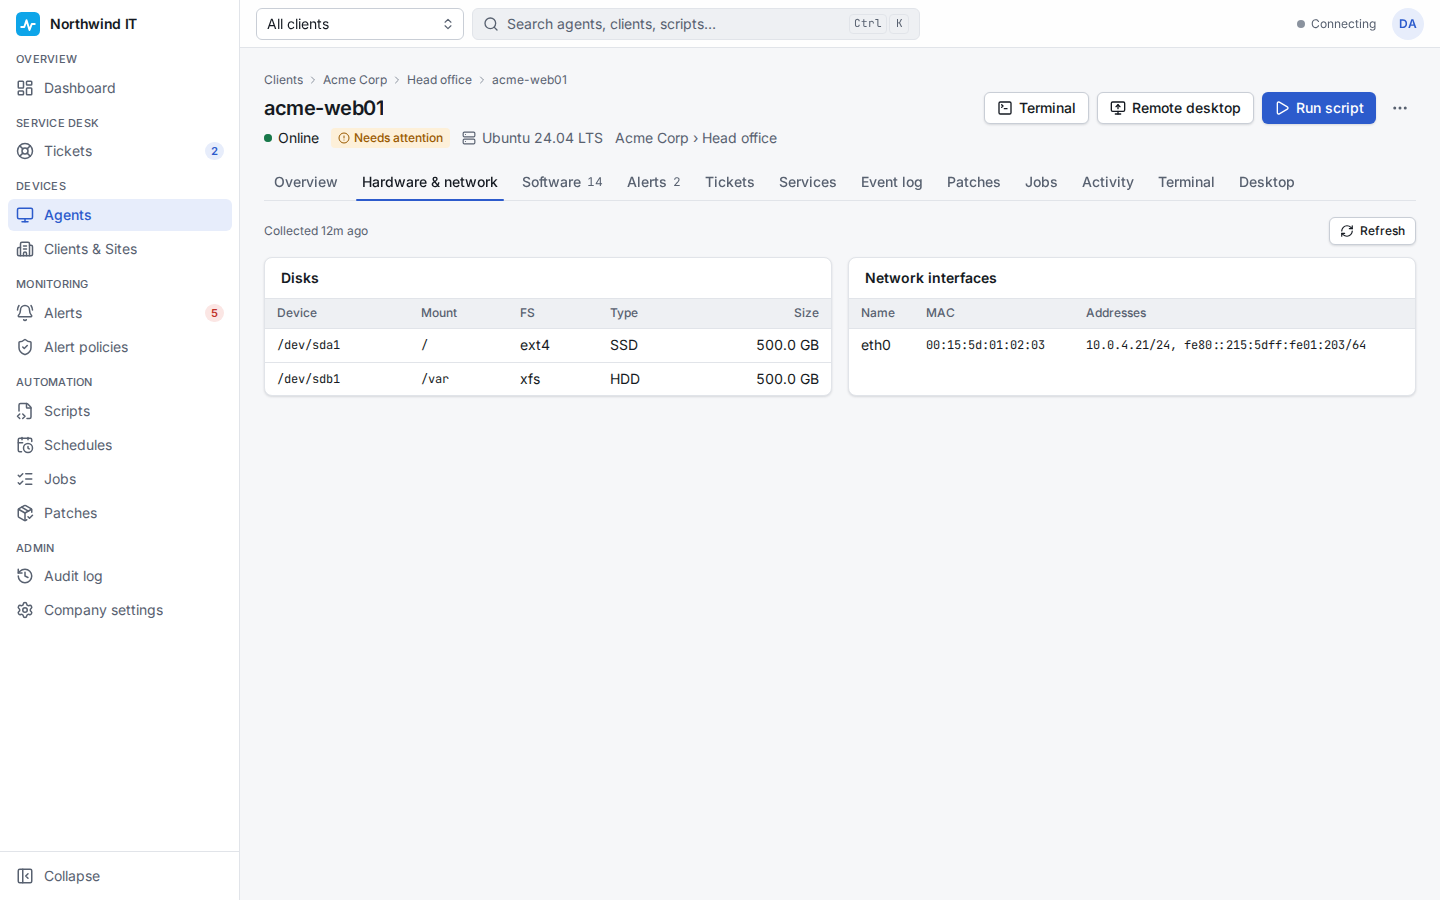 Northwind IT
All clients
Search agents, clients, scripts...
Ctrl K
Connecting
DA
OVERVIEW
Dashboard
SERVICE DESK
Tickets 2
DEVICES
Agents
Clients & Sites
MONITORING
Alerts 5
Alert policies
AUTOMATION
Scripts
Schedules
Jobs
Patches
ADMIN
Audit log
Company settings
Collapse
Clients > Acme Corp > Head office > acme-web01
acme-web01
Terminal
Remote desktop
Run script
Online Needs attention Ubuntu 24.04 LTS Acme Corp › Head office
Overview Hardware & network Software 14 Alerts 2 Tickets Services Event log Patches Jobs Activity Terminal Desktop
Collected 12m ago
Refresh
Disks
Device Mount FS Type Size
/dev/sda1 / ext4 SSD 500.0 GB
/dev/sdb1 /var xfs HDD 500.0 GB
Network interfaces
Name MAC Addresses
eth0 00:15:5d:01:02:03 10.0.4.21/24, fe80::215:5dff:fe01:203/64